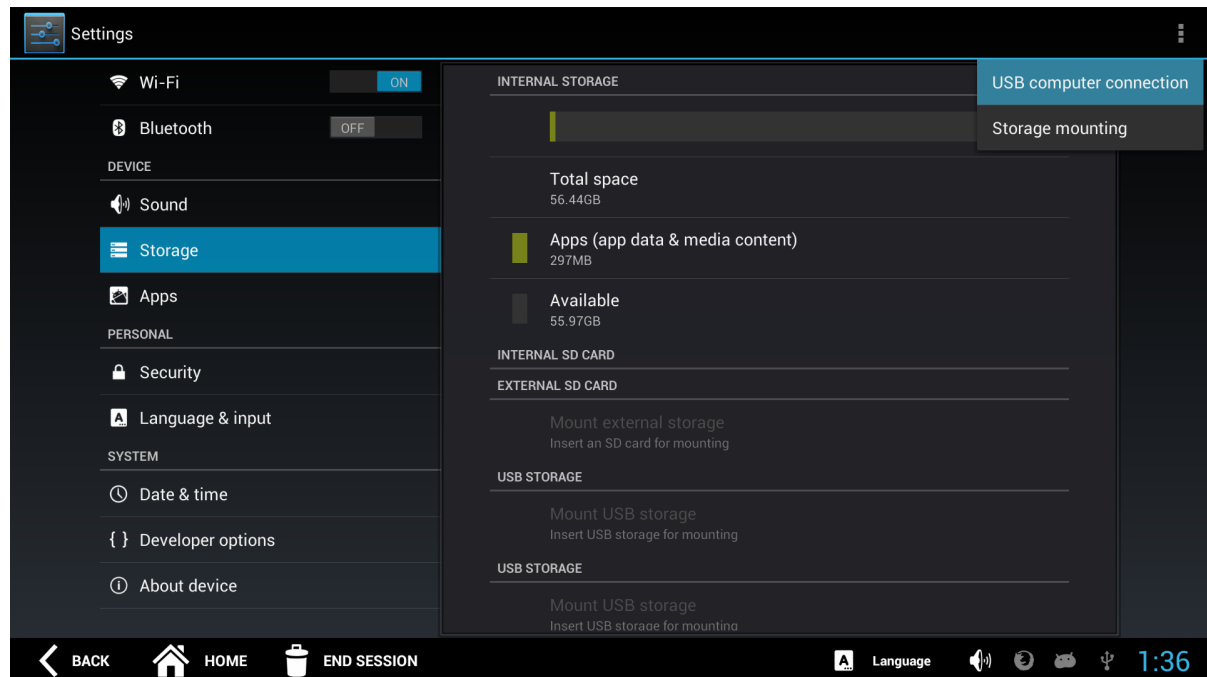 Settings
Wi-Fi
ON
Bluetooth
OFF
DEVICE
Sound
Storage
Apps
PERSONAL
Security
Language & input
SYSTEM
Date & time
{ } Developer options
About device
INTERNAL STORAGE
Total space
56.44GB
Apps (app data & media content)
297MB
Available
55.97GB
INTERNAL SD CARD
EXTERNAL SD CARD
Mount external storage
Insert an SD card for mounting
USB STORAGE
Mount USB storage
Insert USB storage for mounting
USB STORAGE
Mount USB storage
Insert USB storage for mounting
USB computer connection
Storage mounting
BACK
HOME
END SESSION
A
Language
1:36